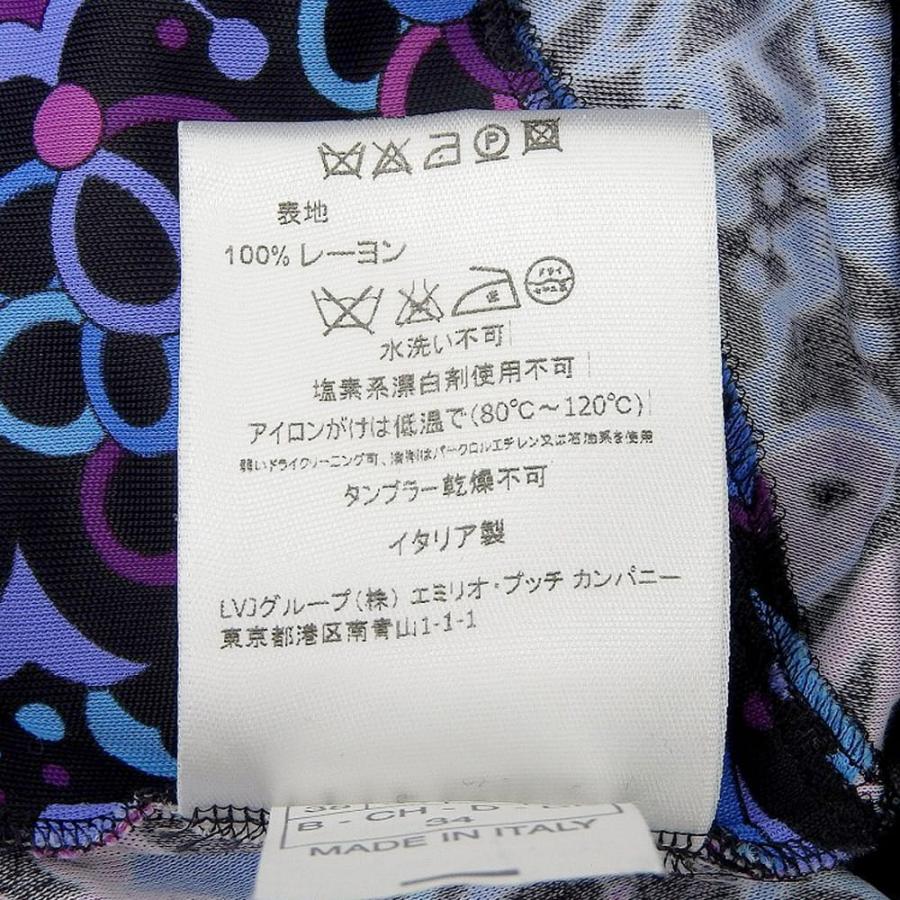 P
表地
100% レーヨン
水洗い不可
塩素系漂白剤使用不可
アイロンがけは低温で(80℃～120℃)
弱いドライクリーニング可、溶剤はパークロルエチレン又は石油系を使用
タンブラー乾燥不可
イタリア製
LVJグループ(株) エミリオ・プッチ カンパニー
東京都港区南青山1-1-1
B - CH - D -
34
MADE IN ITALY